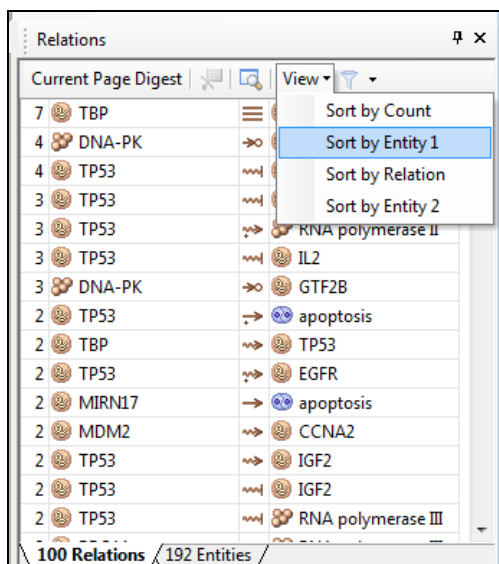 Relations
Current Page Digest View
Sort by Count
Sort by Entity 1
Sort by Relation
Sort by Entity 2
7 TBP
4 DNA-PK
4 TP53
3 TP53
3 TP53 RNA polymerase II
3 TP53 IL2
3 DNA-PK GTF2B
2 TP53 apoptosis
2 TBP TP53
2 TP53 EGFR
2 MIRN17 apoptosis
2 MDM2 CCNA2
2 TP53 IGF2
2 TP53 IGF2
2 TP53 RNA polymerase III
100 Relations 192 Entities